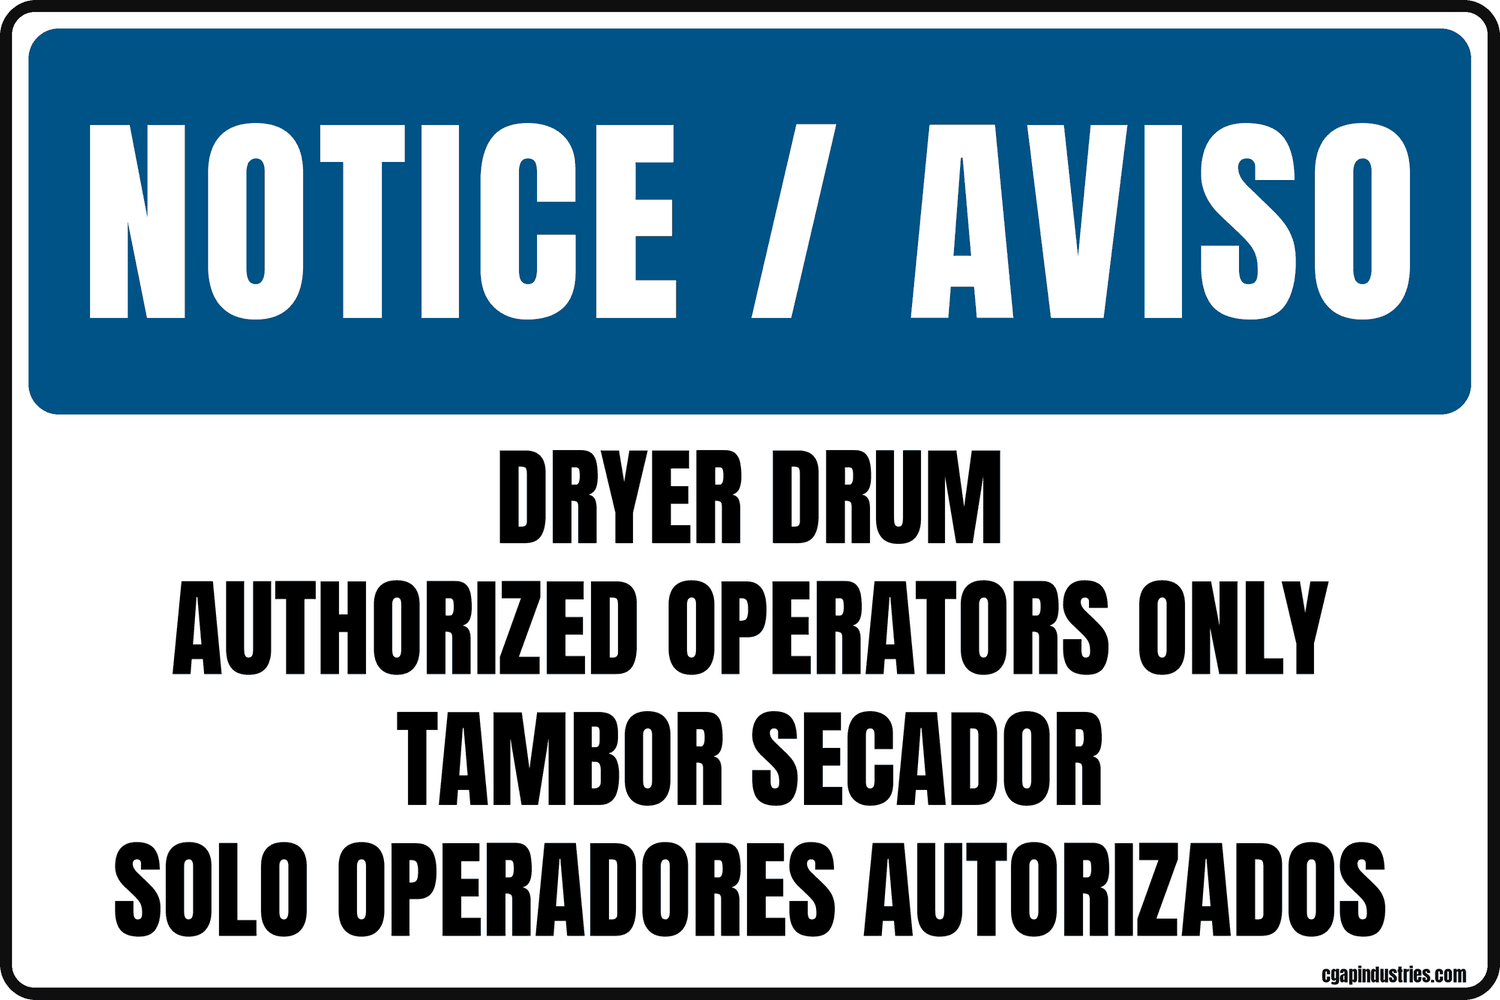 NOTICE / AVISO
DRYER DRUM
AUTHORIZED OPERATORS ONLY
TAMBOR SECADOR
SOLO OPERADORES AUTORIZADOS
cgapindustries.com